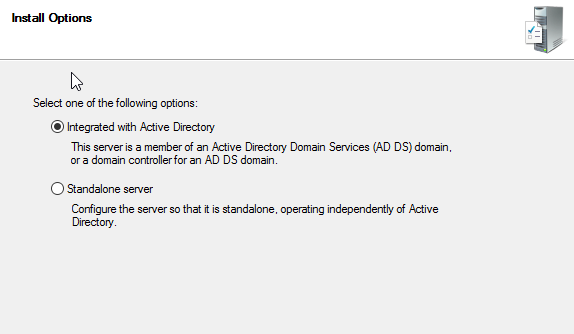 Install Options
Select one of the following options:
Integrated with Active Directory
This server is a member of an Active Directory Domain Services (AD DS) domain,
or a domain controller for an AD DS domain.
Standalone server
Configure the server so that it is standalone, operating independently of Active
Directory.